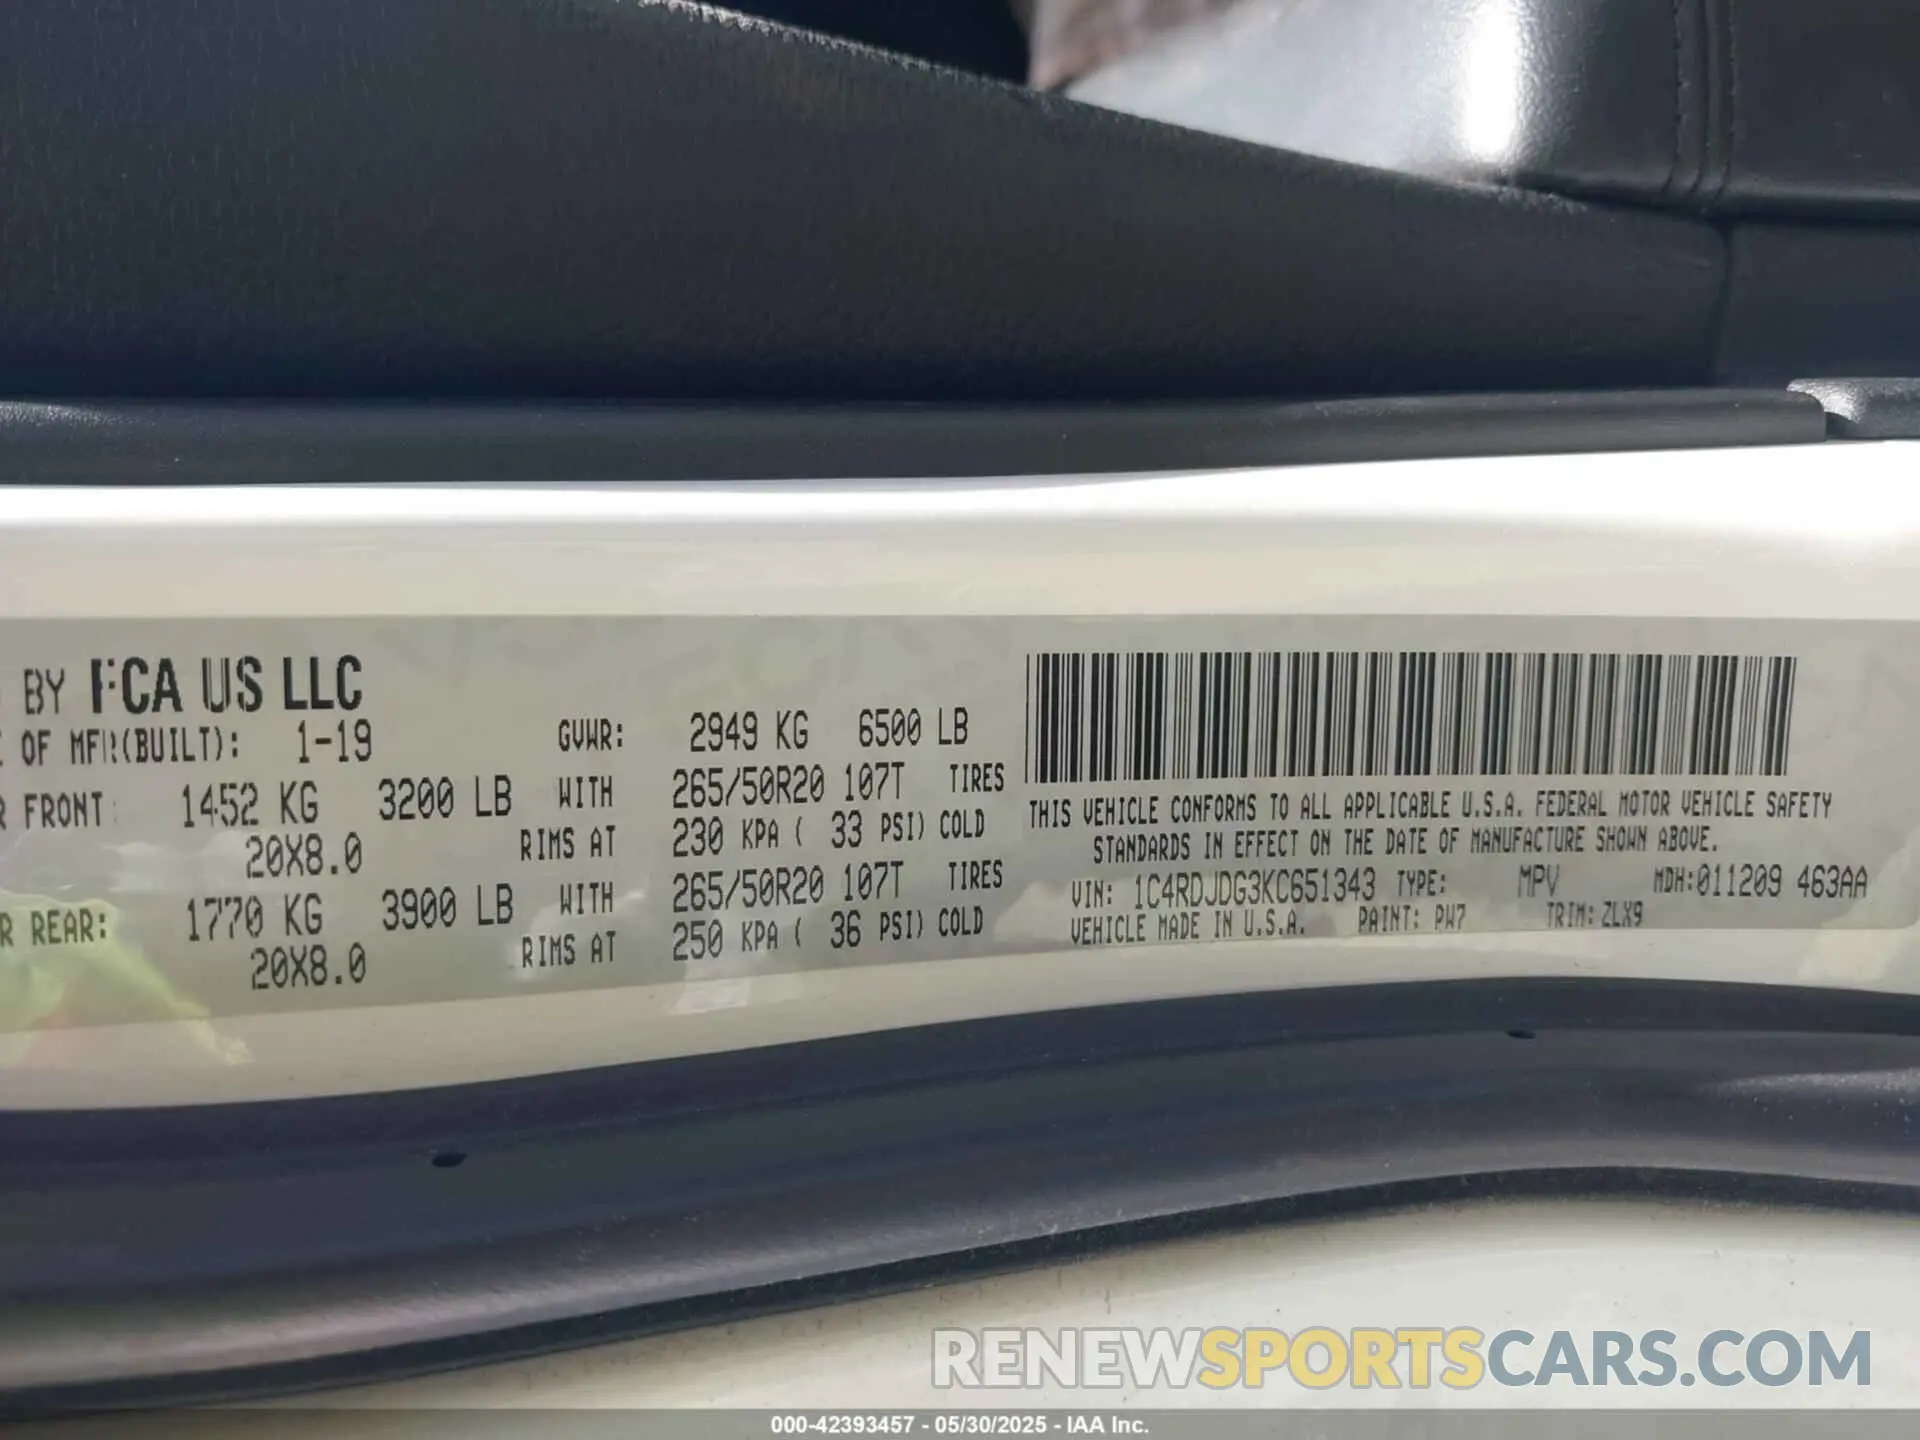 BY FCA US LLC
OF MFR(BUILT): 1-19 GVWR: 2949 KG 6500 LB
FRONT: 1452 KG 3200 LB WITH 265/50R20 107T TIRES
20X8.0 RIMS AT 230 KPA ( 33 PSI) COLD
R REAR: 1770 KG 3900 LB WITH 265/50R20 107T TIRES
20X8.0 RIMS AT 250 KPA ( 36 PSI) COLD
THIS VEHICLE CONFORMS TO ALL APPLICABLE U.S.A. FEDERAL MOTOR VEHICLE SAFETY
STANDARDS IN EFFECT ON THE DATE OF MANUFACTURE SHOWN ABOVE.
VIN: 1C4RDJDG3KC651343 TYPE: MPV MDH:011209 463AA
VEHICLE MADE IN U.S.A. PAINT: PW7 TRIM: ZLX9
RENEWSPORTSCARS.COM
000-42393457 - 05/30/2025 - IAA Inc.